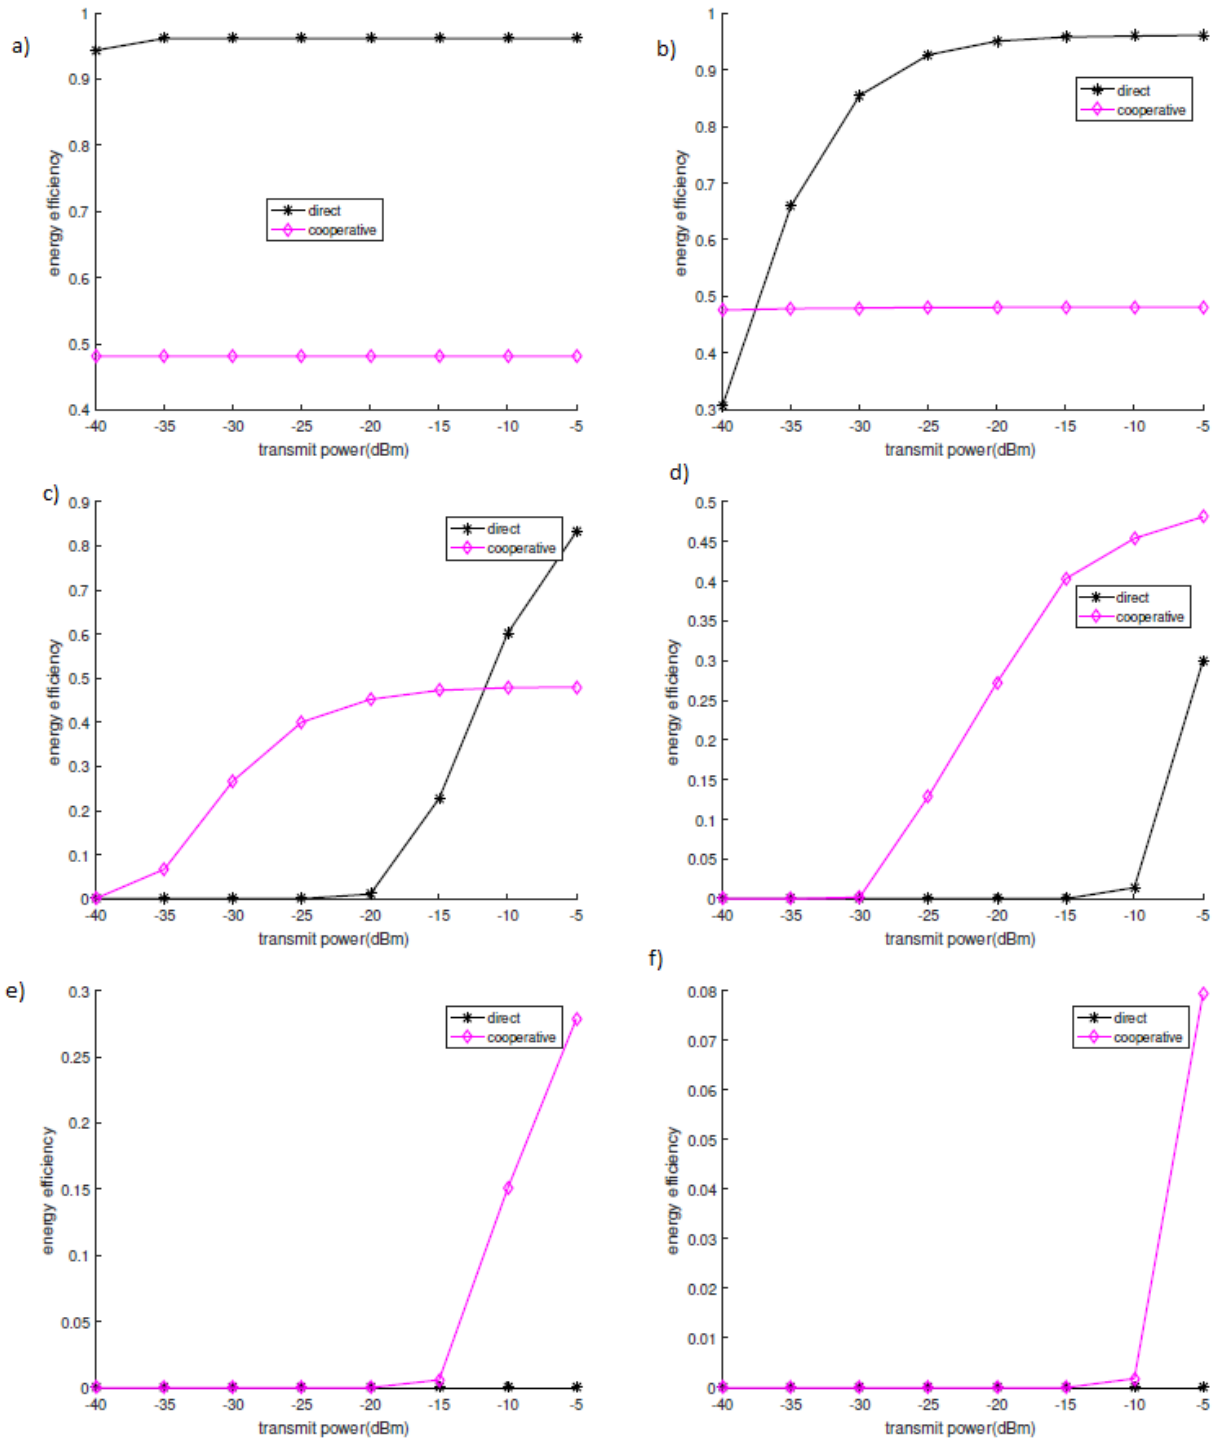 a)
1
0.9
0.8
0.7
0.6
0.5
0.4
energy efficiency
direct
cooperative
-40 -35 -30 -25 -20 -15 -10 -5
transmit power(dBm)
b)
1
0.9
0.8
0.7
0.6
0.5
0.4
0.3
energy efficiency
direct
cooperative
-40 -35 -30 -25 -20 -15 -10 -5
transmit power(dBm)
c)
0.9
0.8
0.7
0.6
0.5
0.4
0.3
0.2
0.1
0
energy efficiency
direct
cooperative
-40 -35 -30 -25 -20 -15 -10 -5
transmit power(dBm)
d)
0.5
0.45
0.4
0.35
0.3
0.25
0.2
0.15
0.1
0.05
0
energy efficiency
direct
cooperative
-40 -35 -30 -25 -20 -15 -10 -5
transmit power(dBm)
e)
0.3
0.25
0.2
0.15
0.1
0.05
0
energy efficiency
direct
cooperative
-40 -35 -30 -25 -20 -15 -10 -5
transmit power(dBm)
f)
0.08
0.07
0.06
0.05
0.04
0.03
0.02
0.01
0
energy efficiency
direct
cooperative
-40 -35 -30 -25 -20 -15 -10 -5
transmit power(dBm)